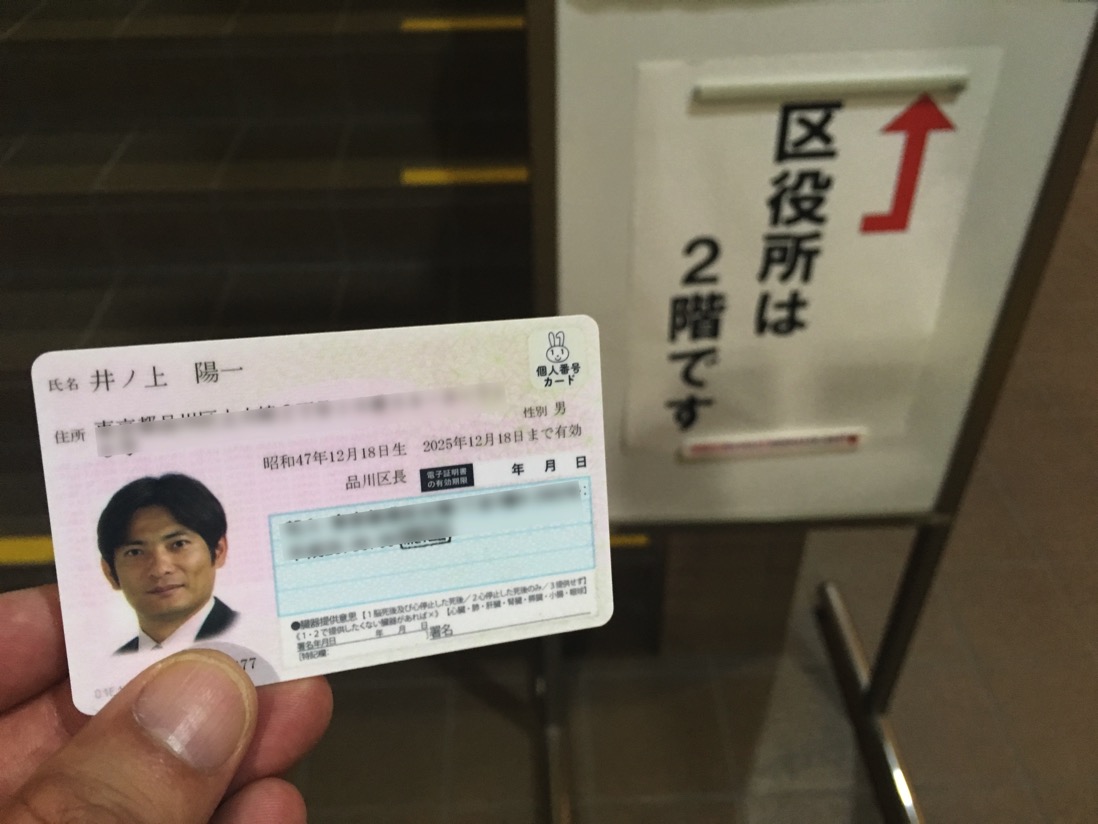 区役所は
2階です
氏名 井ノ上 陽一
個人番号
カード
住所
性別 男
昭和47年12月18日生 2025年12月18日まで有効
品川区長
電子証明書
の有効期限
年 月 日
●臓器提供意思【1脳死後及び心停止した死後/2心停止した死後のみ/3提供せず】
《1・2で提供したくない臓器があれば×》【心臓・肺・肝臓・腎臓・膵臓・小腸・眼球】
署名年月日 年 月 日 署名
(特記欄:
77